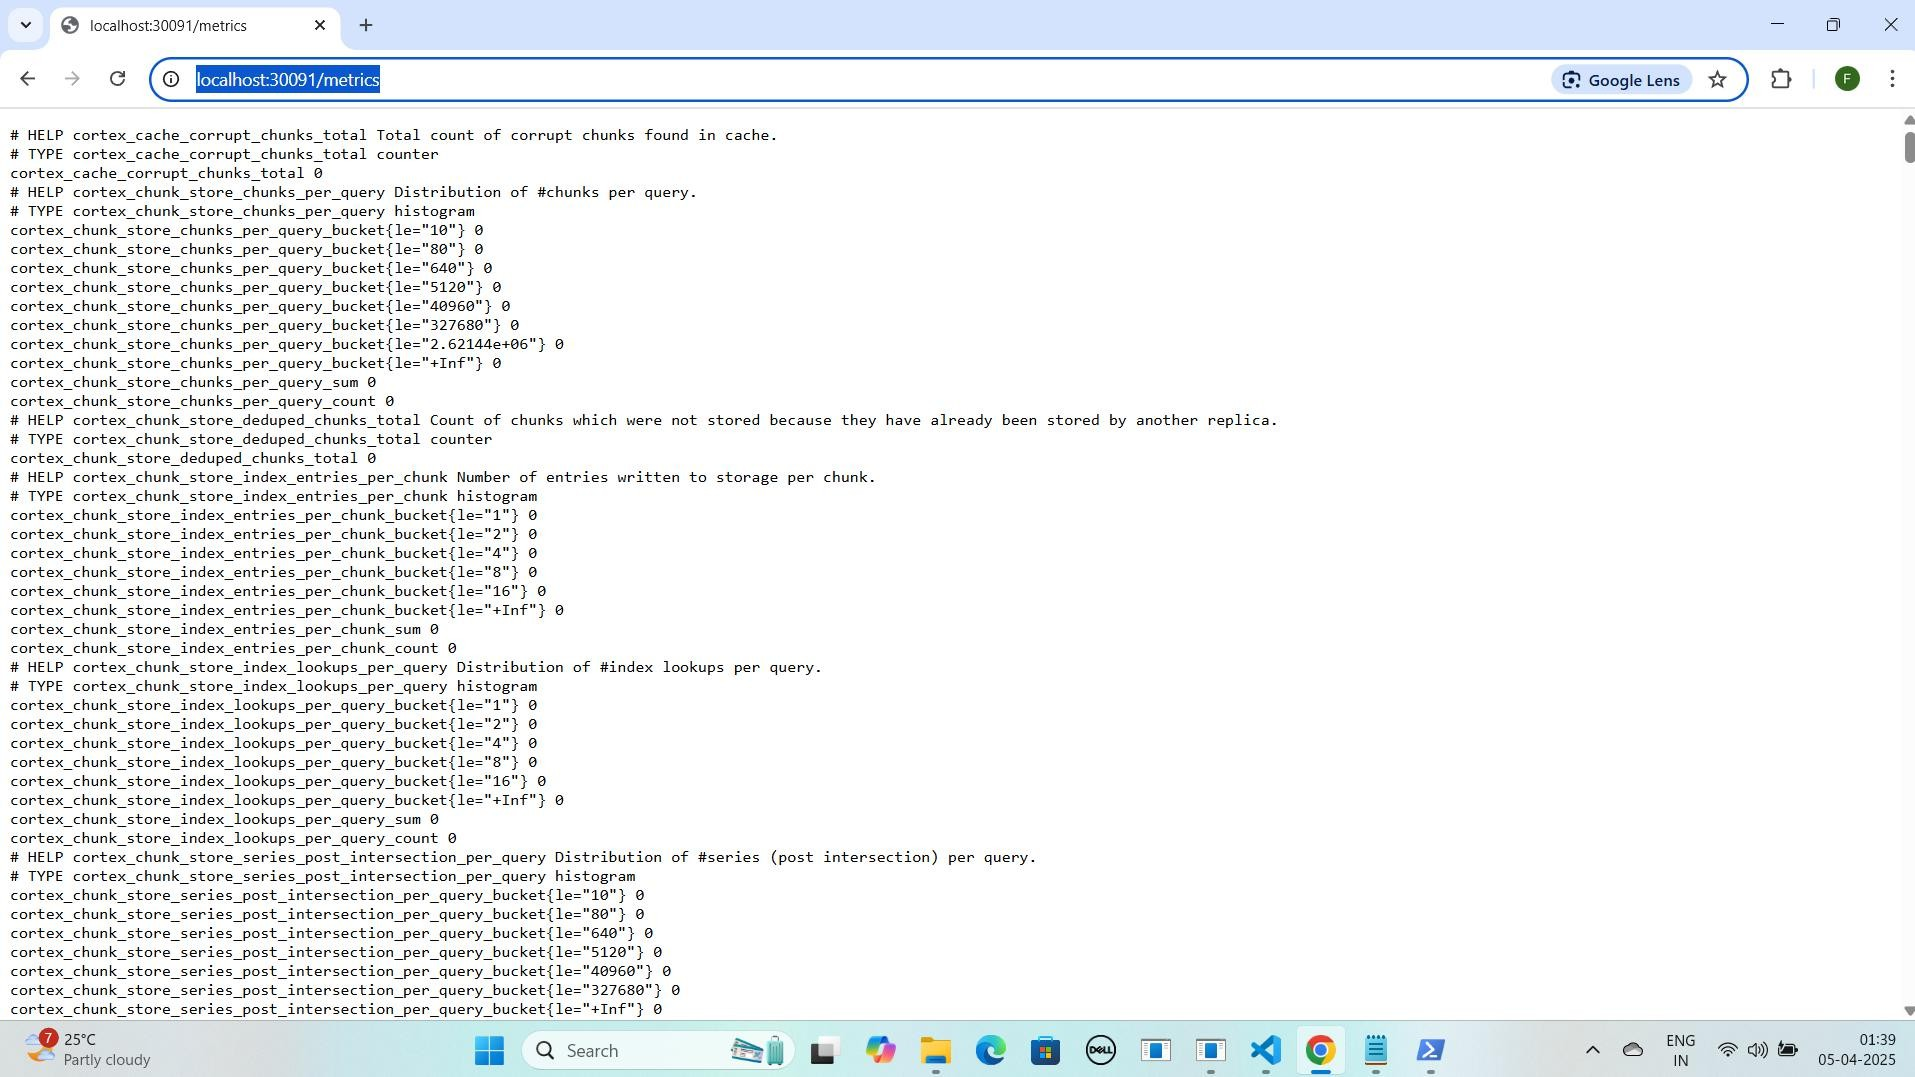 localhost:30091/metrics
localhost:30091/metrics
Google Lens
F
# HELP cortex_cache_corrupt_chunks_total Total count of corrupt chunks found in cache.
# TYPE cortex_cache_corrupt_chunks_total counter
cortex_cache_corrupt_chunks_total 0
# HELP cortex_chunk_store_chunks_per_query Distribution of #chunks per query.
# TYPE cortex_chunk_store_chunks_per_query histogram
cortex_chunk_store_chunks_per_query_bucket{le="10"} 0
cortex_chunk_store_chunks_per_query_bucket{le="80"} 0
cortex_chunk_store_chunks_per_query_bucket{le="640"} 0
cortex_chunk_store_chunks_per_query_bucket{le="5120"} 0
cortex_chunk_store_chunks_per_query_bucket{le="40960"} 0
cortex_chunk_store_chunks_per_query_bucket{le="327680"} 0
cortex_chunk_store_chunks_per_query_bucket{le="2.62144e+06"} 0
cortex_chunk_store_chunks_per_query_bucket{le="+Inf"} 0
cortex_chunk_store_chunks_per_query_sum 0
cortex_chunk_store_chunks_per_query_count 0
# HELP cortex_chunk_store_deduped_chunks_total Count of chunks which were not stored because they have already been stored by another replica.
# TYPE cortex_chunk_store_deduped_chunks_total counter
cortex_chunk_store_deduped_chunks_total 0
# HELP cortex_chunk_store_index_entries_per_chunk Number of entries written to storage per chunk.
# TYPE cortex_chunk_store_index_entries_per_chunk histogram
cortex_chunk_store_index_entries_per_chunk_bucket{le="1"} 0
cortex_chunk_store_index_entries_per_chunk_bucket{le="2"} 0
cortex_chunk_store_index_entries_per_chunk_bucket{le="4"} 0
cortex_chunk_store_index_entries_per_chunk_bucket{le="8"} 0
cortex_chunk_store_index_entries_per_chunk_bucket{le="16"} 0
cortex_chunk_store_index_entries_per_chunk_bucket{le="+Inf"} 0
cortex_chunk_store_index_entries_per_chunk_sum 0
cortex_chunk_store_index_entries_per_chunk_count 0
# HELP cortex_chunk_store_index_lookups_per_query Distribution of #index lookups per query.
# TYPE cortex_chunk_store_index_lookups_per_query histogram
cortex_chunk_store_index_lookups_per_query_bucket{le="1"} 0
cortex_chunk_store_index_lookups_per_query_bucket{le="2"} 0
cortex_chunk_store_index_lookups_per_query_bucket{le="4"} 0
cortex_chunk_store_index_lookups_per_query_bucket{le="8"} 0
cortex_chunk_store_index_lookups_per_query_bucket{le="16"} 0
cortex_chunk_store_index_lookups_per_query_bucket{le="+Inf"} 0
cortex_chunk_store_index_lookups_per_query_sum 0
cortex_chunk_store_index_lookups_per_query_count 0
# HELP cortex_chunk_store_series_post_intersection_per_query Distribution of #series (post intersection) per query.
# TYPE cortex_chunk_store_series_post_intersection_per_query histogram
cortex_chunk_store_series_post_intersection_per_query_bucket{le="10"} 0
cortex_chunk_store_series_post_intersection_per_query_bucket{le="80"} 0
cortex_chunk_store_series_post_intersection_per_query_bucket{le="640"} 0
cortex_chunk_store_series_post_intersection_per_query_bucket{le="5120"} 0
cortex_chunk_store_series_post_intersection_per_query_bucket{le="40960"} 0
cortex_chunk_store_series_post_intersection_per_query_bucket{le="327680"} 0
cortex_chunk_store_series_post_intersection_per_query_bucket{le="+Inf"} 0
7
25°C
Partly cloudy
Search
DELL
ENG
IN
01:39
05-04-2025